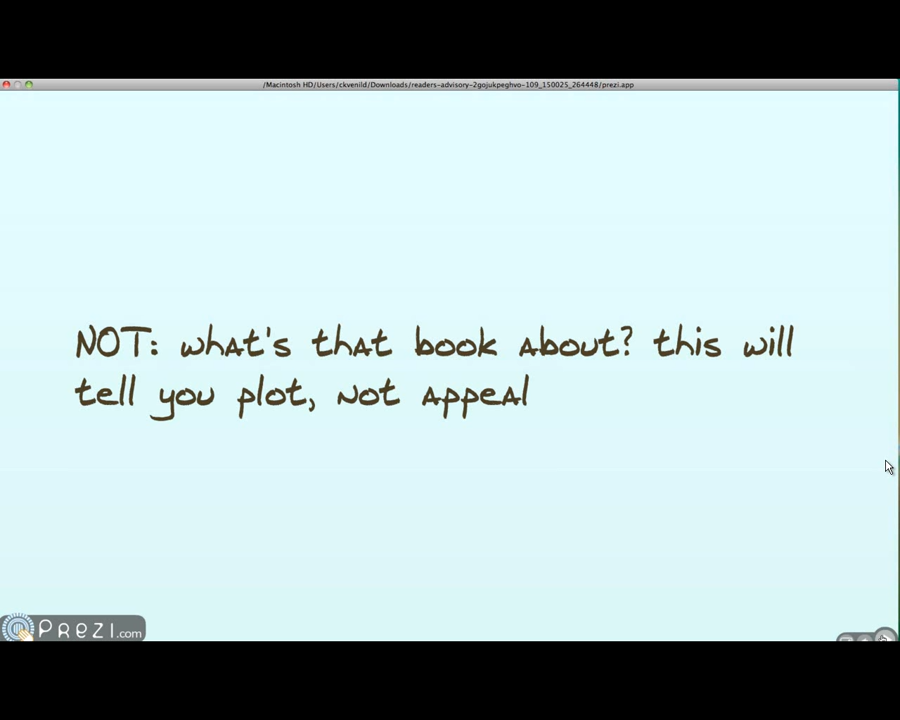 /Macintosh HD/Users/ckvenild/Downloads/readers-advisory-2gojukpeghvo-109_150025_264448/prezi.app
NOT: what's that book about? this will
tell you plot, not appeal
PREZI.com